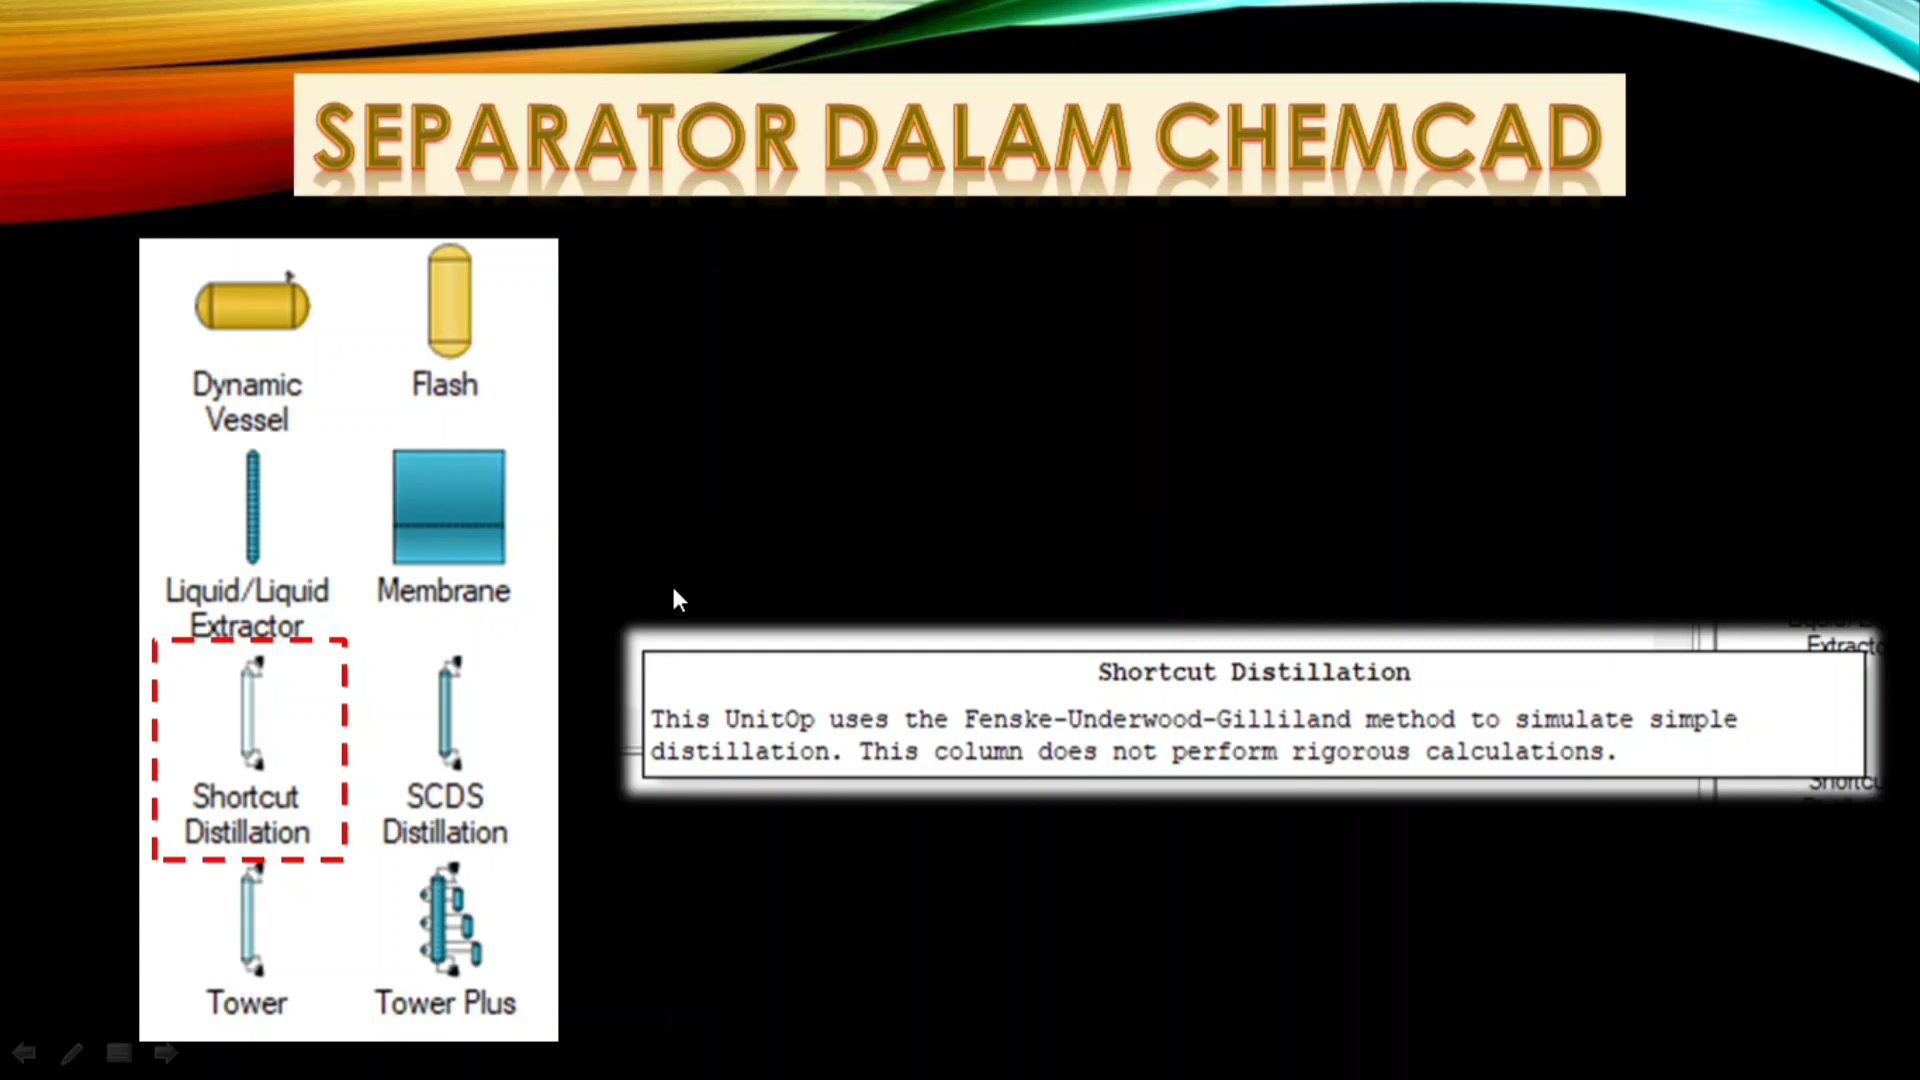 SEPARATOR DALAM CHEMCAD
Dynamic
Vessel
Flash
Liquid/Liquid
Extractor
Membrane
Shortcut
Distillation
SCDS
Distillation
Tower
Tower Plus
Shortcut Distillation
This UnitOp uses the Fenske-Underwood-Gilliland method to simulate simple
distillation. This column does not perform rigorous calculations.